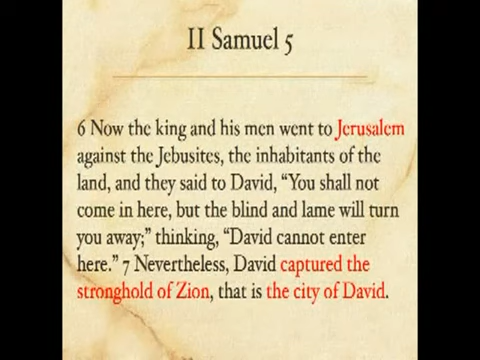 II Samuel 5
6 Now the king and his men went to Jerusalem
against the Jebusites, the inhabitants of the
land, and they said to David, “You shall not
come in here, but the blind and lame will turn
you away;” thinking, “David cannot enter
here.” 7 Nevertheless, David captured the
stronghold of Zion, that is the city of David.